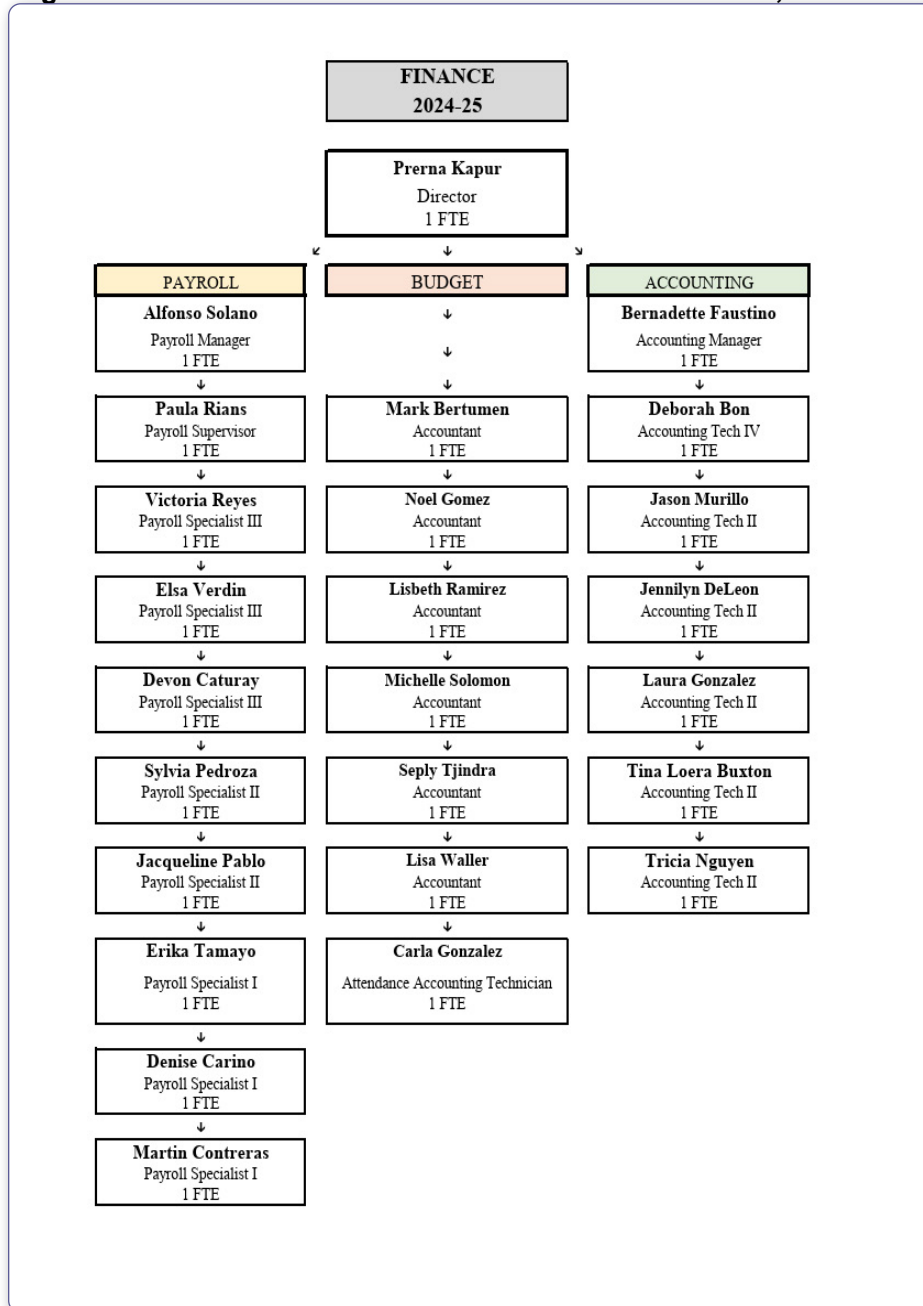 FINANCE
2024-25
Prerna Kapur
Director
1 FTE
PAYROLL
Alfonso Solano
Payroll Manager
1 FTE
Paula Rians
Payroll Supervisor
1 FTE
Victoria Reyes
Payroll Specialist III
1 FTE
Elsa Verdin
Payroll Specialist III
1 FTE
Devon Caturay
Payroll Specialist III
1 FTE
Sylvia Pedroza
Payroll Specialist II
1 FTE
Jacqueline Pablo
Payroll Specialist II
1 FTE
Erika Tamayo
Payroll Specialist I
1 FTE
Denise Carino
Payroll Specialist I
1 FTE
Martin Contreras
Payroll Specialist I
1 FTE
BUDGET
Mark Bertumen
Accountant
1 FTE
Noel Gomez
Accountant
1 FTE
Lisbeth Ramirez
Accountant
1 FTE
Michelle Solomon
Accountant
1 FTE
Seply Tjindra
Accountant
1 FTE
Lisa Waller
Accountant
1 FTE
Carla Gonzalez
Attendance Accounting Technician
1 FTE
ACCOUNTING
Bernadette Faustino
Accounting Manager
1 FTE
Deborah Bon
Accounting Tech IV
1 FTE
Jason Murillo
Accounting Tech II
1 FTE
Jennilyn DeLeon
Accounting Tech II
1 FTE
Laura Gonzalez
Accounting Tech II
1 FTE
Tina Loera Buxton
Accounting Tech II
1 FTE
Tricia Nguyen
Accounting Tech II
1 FTE